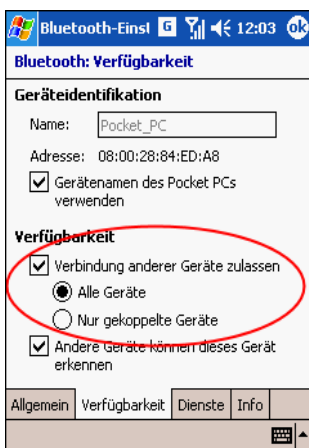 Bluetooth-Einsl G 12:03 ok
Bluetooth: Verfügbarkeit
Geräteidentifikation
Name: Pocket_PC
Adresse: 08:00:28:84:ED:A8
Gerätenamen des Pocket PCs
verwenden
Verfügbarkeit
Verbindung anderer Geräte zulassen
Alle Geräte
Nur gekoppelte Geräte
Andere Geräte können dieses Gerät
erkennen
Allgemein Verfügbarkeit Dienste Info